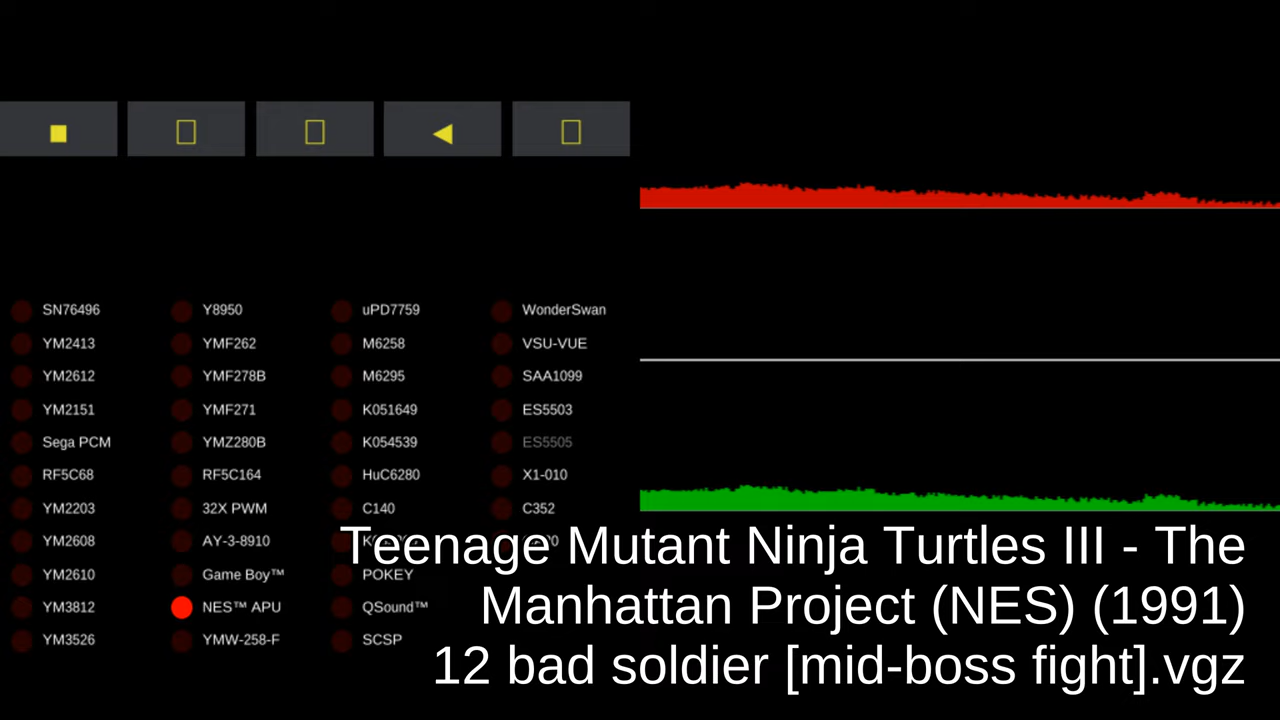 SN76496 Y8950 uPD7759 WonderSwan
YM2413 YMF262 M6258 VSU-VUE
YM2612 YMF278B M6295 SAA1099
YM2151 YMF271 K051649 ES5503
Sega PCM YMZ280B K054539 ES5505
RF5C68 RF5C164 HuC6280 X1-010
YM2203 32X PWM C140 C352
YM2608 AY-3-8910
YM2610 Game Boy™ POKEY
YM3812 NES™ APU QSound™
YM3526 YMW-258-F SCSP
Teenage Mutant Ninja Turtles III - The
Manhattan Project (NES) (1991)
12 bad soldier [mid-boss fight].vgz